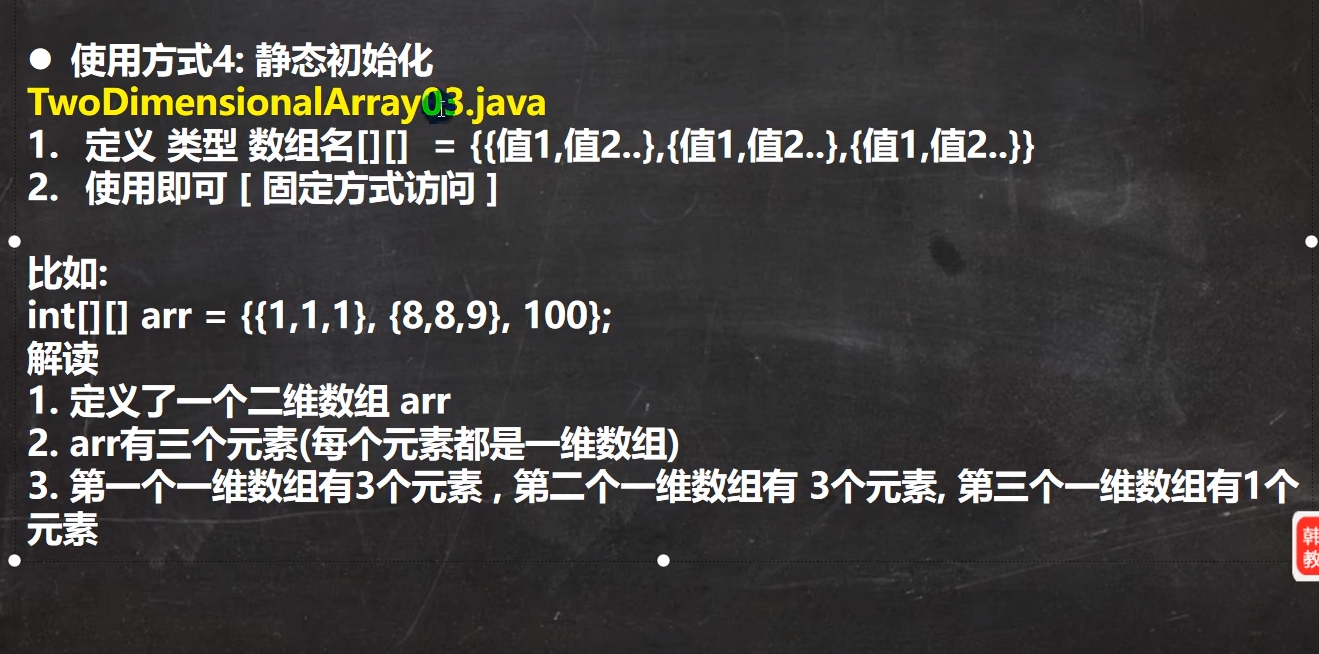 ● 使用方式4: 静态初始化
TwoDimensionalArray03.java
1. 定义 类型 数组名[][] = {{值1,值2..},{值1,值2..},{值1,值2..}}
2. 使用即可 [ 固定方式访问 ]
比如:
int[][] arr = {{1,1,1}, {8,8,9}, 100};
解读
1. 定义了一个二维数组 arr
2. arr有三个元素(每个元素都是一维数组)
3. 第一个一维数组有3个元素 , 第二个一维数组有 3个元素, 第三个一维数组有1个
元素
韩
教